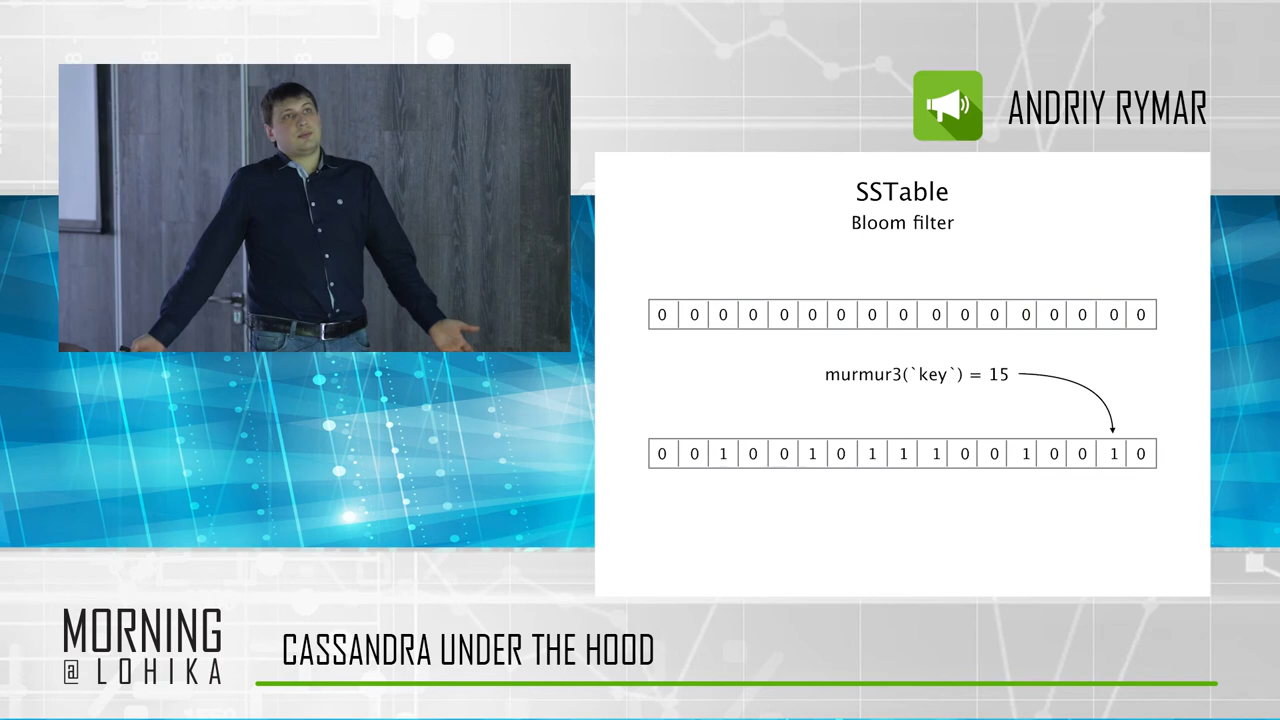 ANDRIY RYMAR
SSTable
Bloom filter
0 0 0 0 0 0 0 0 0 0 0 0 0 0 0 0 0
murmur3(`key`) = 15
0 0 1 0 0 1 0 1 1 1 0 0 1 0 0 1 0
MORNING
@ LOHIKA
CASSANDRA UNDER THE HOOD